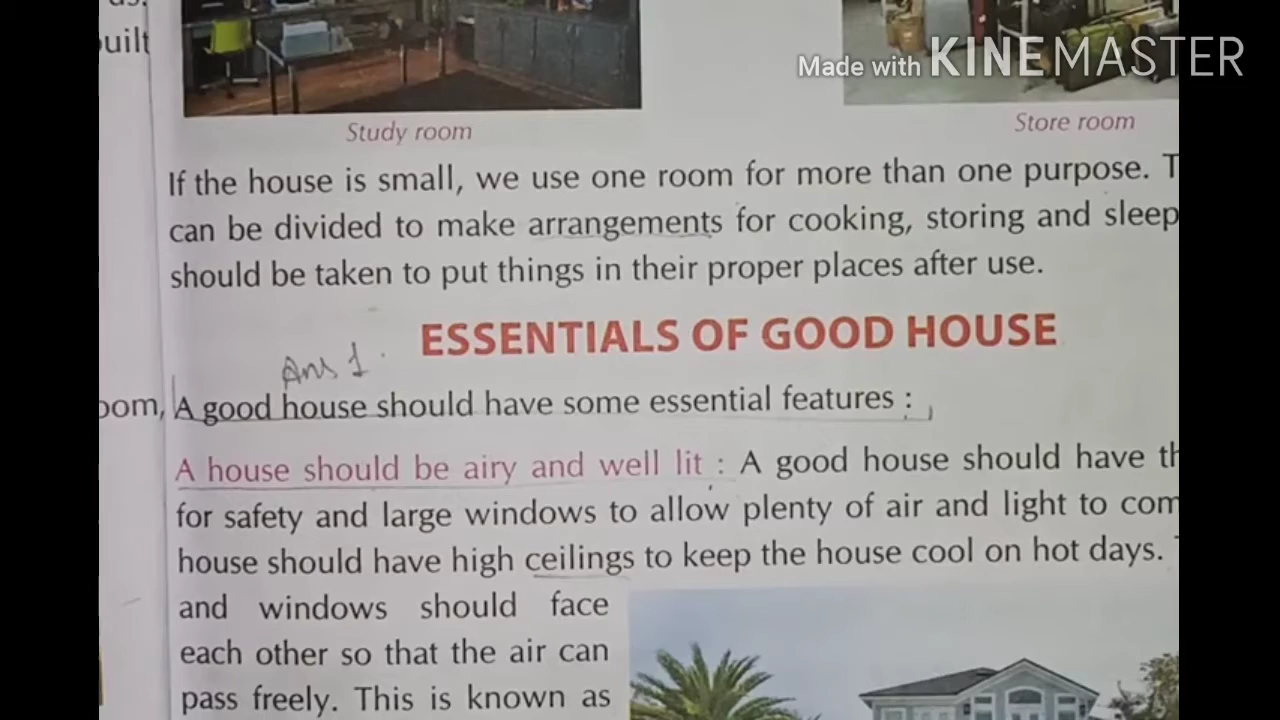 uilt
Made with KINEMASTER
Study room
Store room
If the house is small, we use one room for more than one purpose.
can be divided to make arrangements for cooking, storing and sleep
should be taken to put things in their proper places after use.
ESSENTIALS OF GOOD HOUSE
Ans 1.
oom,
A good house should have some essential features :
A house should be airy and well lit : A good house should have th
for safety and large windows to allow plenty of air and light to com
house should have high ceilings to keep the house cool on hot days.
and windows should face
each other so that the air can
pass freely. This is known as